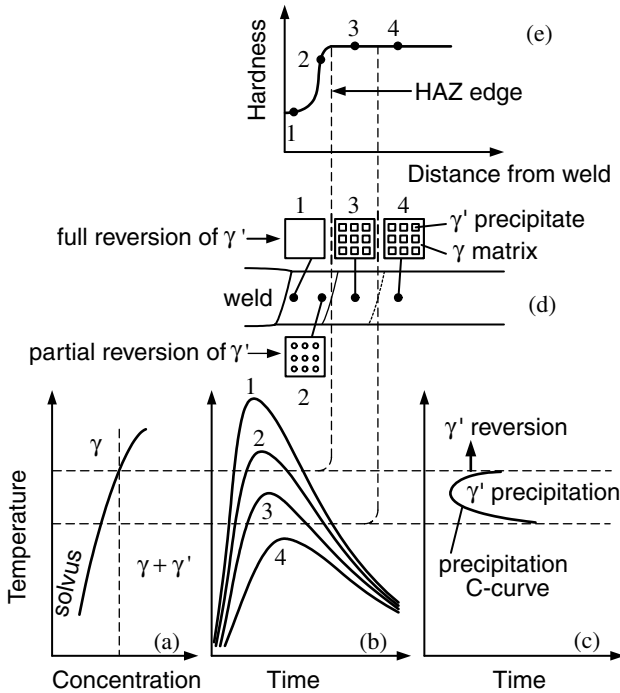 Hardness
1
2
3
4
(e)
HAZ edge
Distance from weld
1
3
4
full reversion of γ'
γ' precipitate
γ matrix
weld
(d)
partial reversion of γ'
2
Temperature
γ
solvus
γ + γ'
(a)
Concentration
1
2
3
4
(b)
Time
γ' reversion
γ' precipitation
precipitation
C-curve
(c)
Time